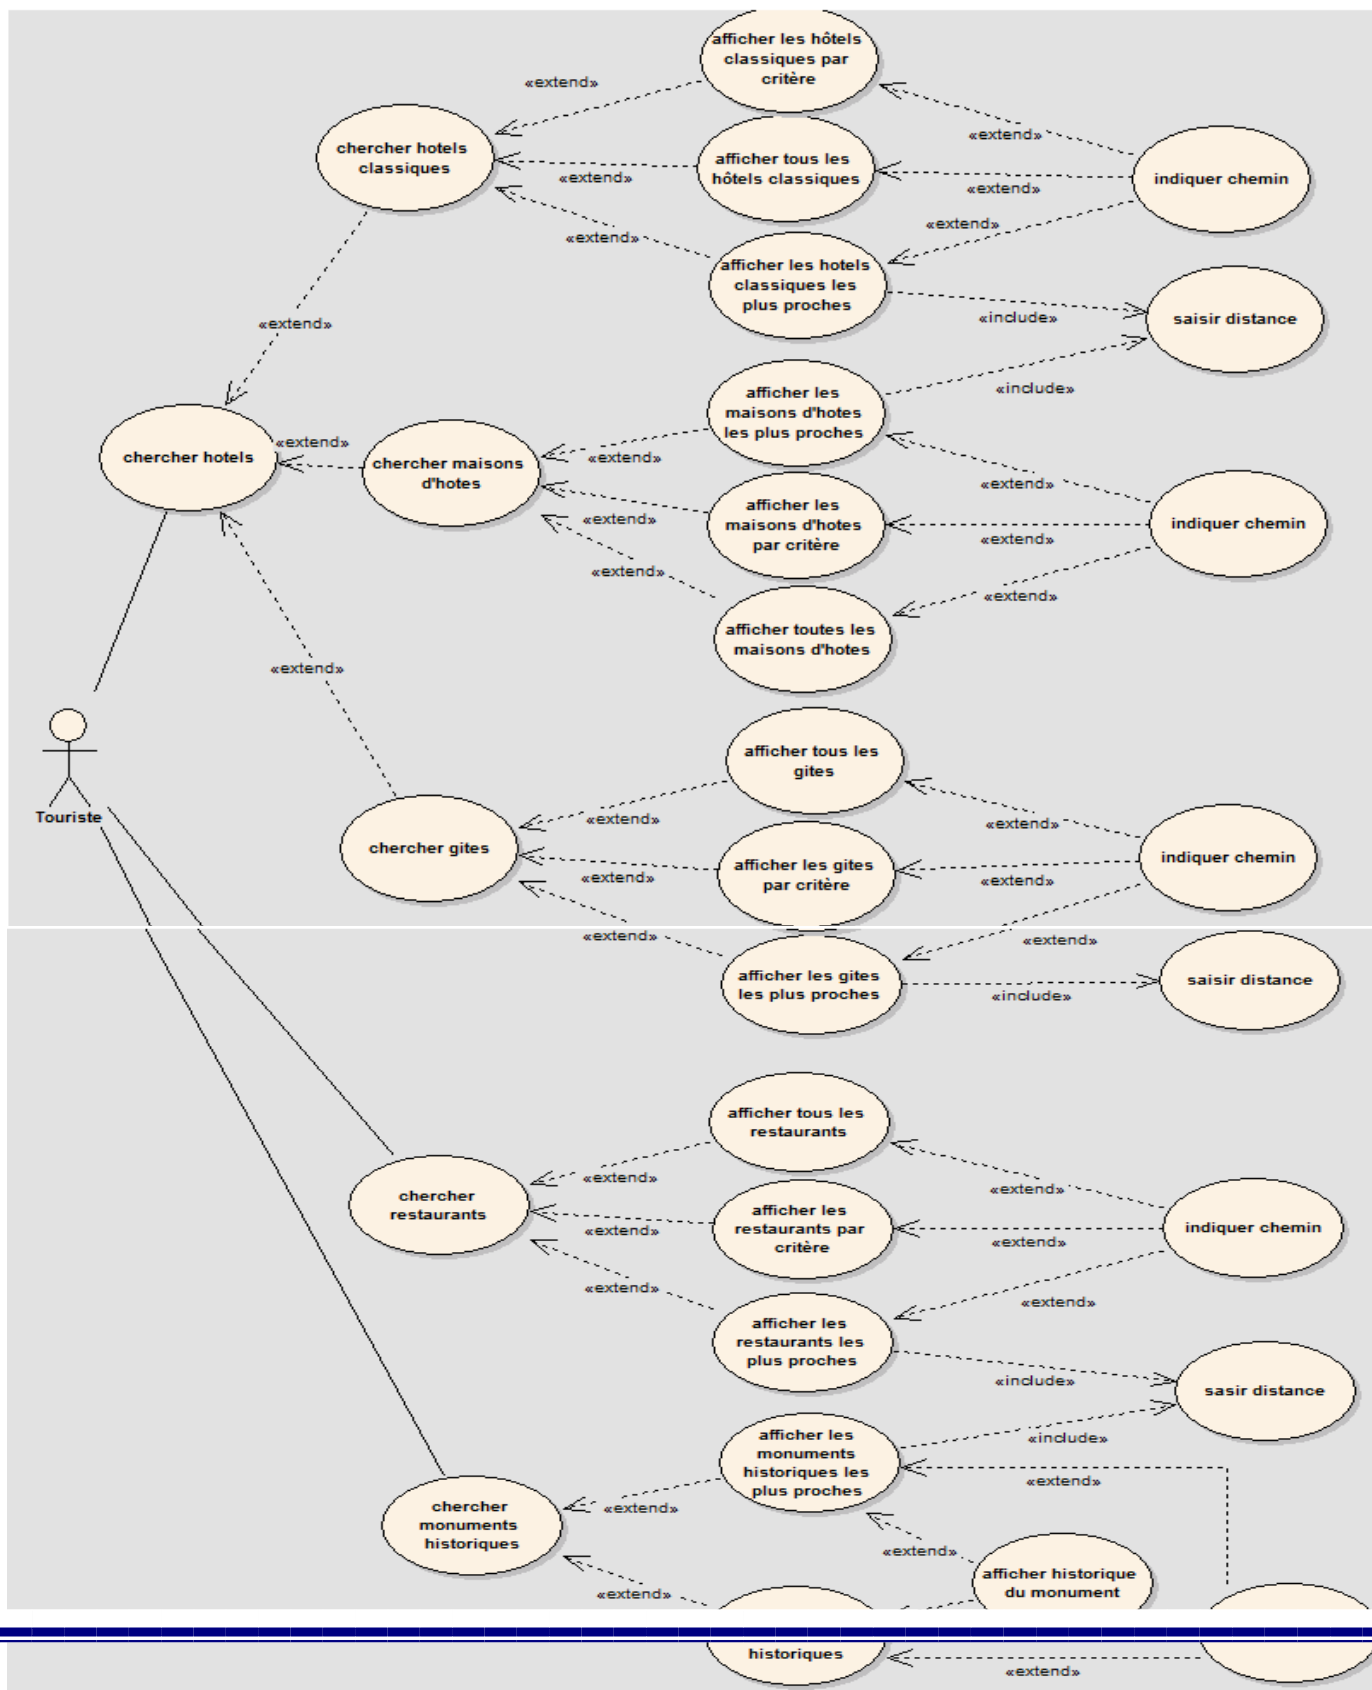 afficher les hôtels
classiques par
critère
«extend»
«extend»
chercher hotels
classiques
afficher tous les
hôtels classiques
«extend»
«extend»
indiquer chemin
«extend»
«extend»
afficher les hotels
classiques les
plus proches
«extend»
«include»
saisir distance
«include»
afficher les
maisons d'hotes
les plus proches
chercher hotels
«extend»
chercher maisons
d'hotes
«extend»
«extend»
afficher les
maisons d'hotes
par critère
«extend»
«extend»
indiquer chemin
«extend»
«extend»
afficher toutes les
maisons d'hotes
«extend»
Touriste
afficher tous les
gites
«extend»
«extend»
chercher gites
afficher les gites
par critère
«extend»
«extend»
indiquer chemin
«extend»
«extend»
afficher les gites
les plus proches
«include»
saisir distance
afficher tous les
restaurants
«extend»
«extend»
chercher
restaurants
afficher les
restaurants par
critère
«extend»
«extend»
indiquer chemin
«extend»
«extend»
afficher les
restaurants les
plus proches
«include»
sasir distance
«include»
afficher les
monuments
historiques les
plus proches
«extend»
chercher
monuments
historiques
«extend»
«extend»
afficher historique
du monument
«extend»
historiques
«extend»